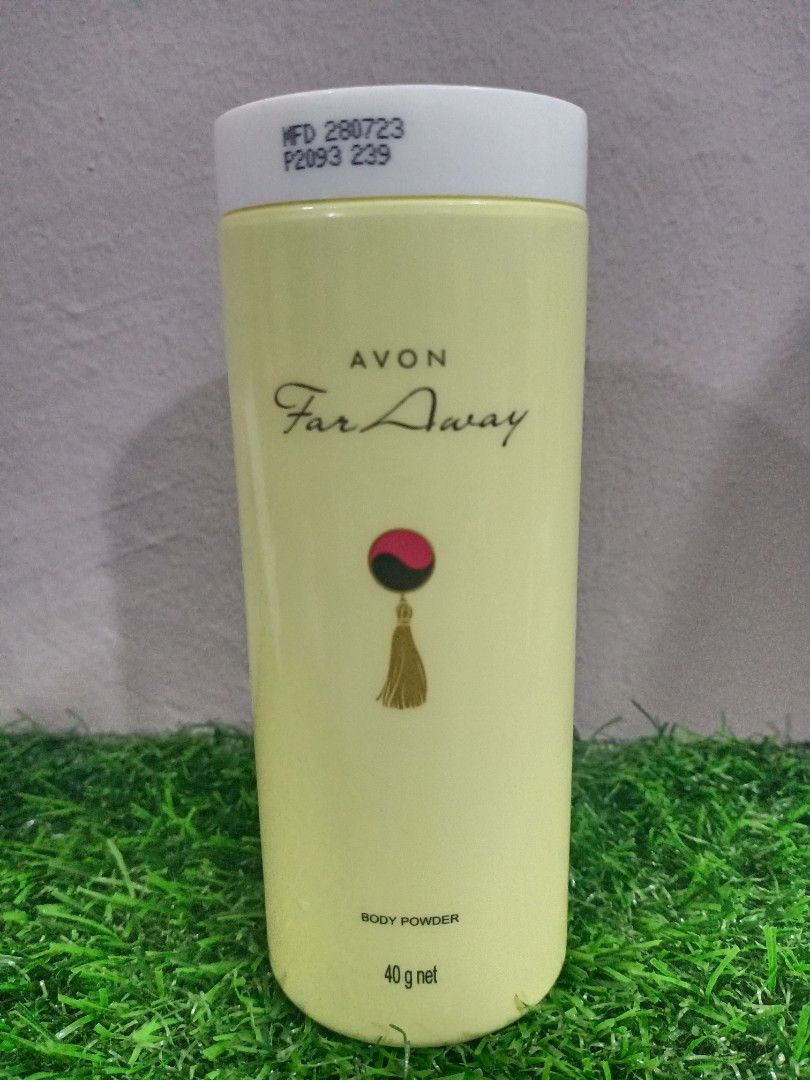 MFD 280723
P2093 239
AVON
Far Away
BODY POWDER
40 g net